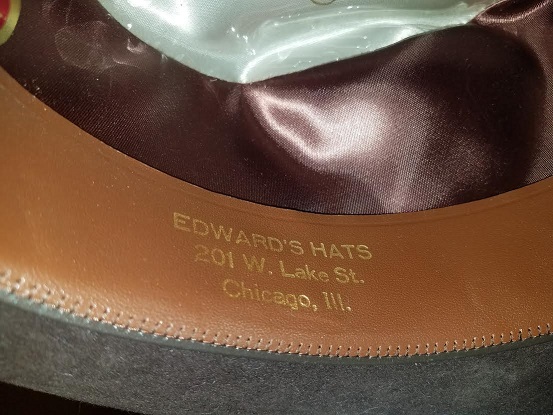 EDWARD'S HATS
201 W. Lake St.
Chicago, Ill.